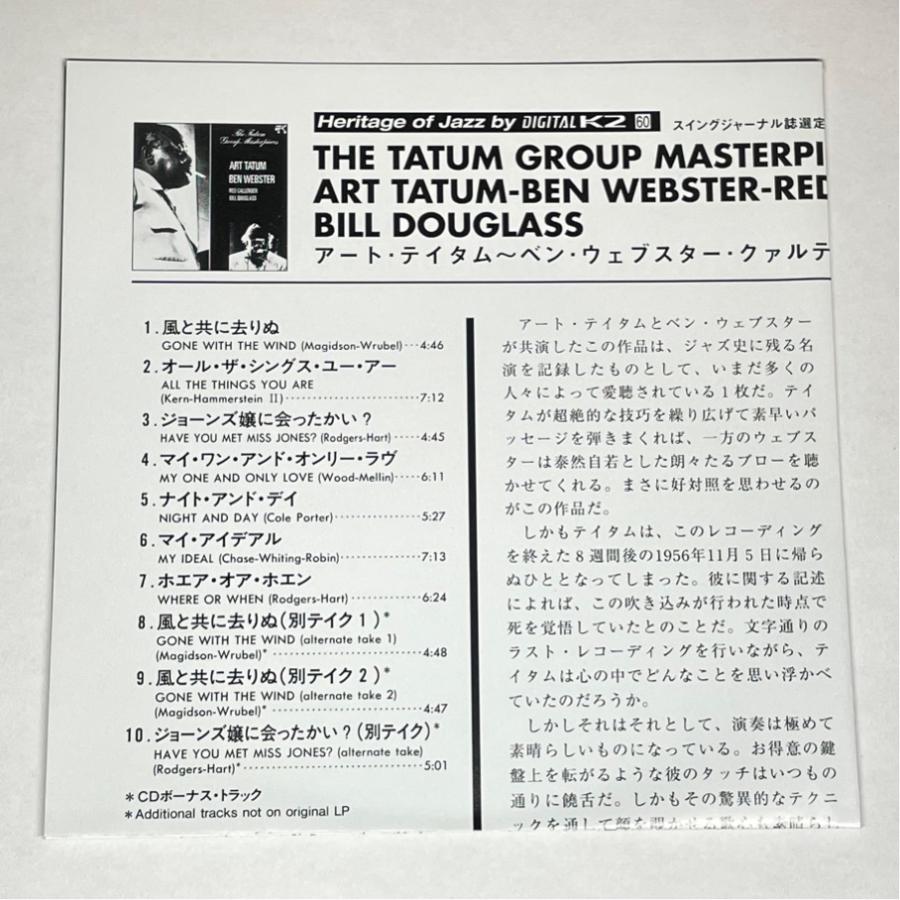 The Tatum
Group Masterpieces
ART TATUM
BEN WEBSTER
RED CALLENDER
BILL DOUGLASS
Heritage of Jazz by DIGITAL K2 60 スイングジャーナル誌選定
THE TATUM GROUP MASTERPI
ART TATUM-BEN WEBSTER-RED
BILL DOUGLASS
アート・テイタム～ベン・ウェブスター・クァルテ
1.風と共に去りぬ
GONE WITH THE WIND (Magidson-Wrubel)…4:46
2.オール・ザ・シングス・ユー・アー
ALL THE THINGS YOU ARE
(Kern-Hammerstein II)…7:12
3.ジョーンズ嬢に会ったかい?
HAVE YOU MET MISS JONES? (Rodgers-Hart)…4:45
4.マイ・ワン・アンド・オンリー・ラヴ
MY ONE AND ONLY LOVE (Wood-Mellin)…6:11
5.ナイト・アンド・デイ
NIGHT AND DAY (Cole Porter)…5:27
6.マイ・アイデアル
MY IDEAL (Chase-Whiting-Robin)…7:13
7.ホエア・オア・ホエン
WHERE OR WHEN (Rodgers-Hart)…6:24
8.風と共に去りぬ(別テイク1)*
GONE WITH THE WIND (alternate take 1)
(Magidson-Wrubel)*…4:48
9.風と共に去りぬ(別テイク2)*
GONE WITH THE WIND (alternate take 2)
(Magidson-Wrubel)*…4:47
10.ジョーンズ嬢に会ったかい?(別テイク)*
HAVE YOU MET MISS JONES? (alternate take)
(Rodgers-Hart)*…5:01
*CDボーナス・トラック
*Additional tracks not on original LP
アート・テイタムとベン・ウェブスター
が共演したこの作品は、ジャズ史に残る名
演を記録したものとして、いまだ多くの
人々によって愛聴されている1枚だ。テイ
タムが超絶的な技巧を繰り広げて素早いパ
ッセージを弾きまくれば、一方のウェブス
ターは泰然自若とした朗々たるブローを聴
かせてくれる。まさに好対照を思わせるの
がこの作品だ。
しかもテイタムは、このレコーディング
を終えた8週間後の1956年11月5日に帰ら
ぬひととなってしまった。彼に関する記述
によれば、この吹き込みが行われた時点で
死を覚悟していたとのことだ。文字通りの
ラスト・レコーディングを行いながら、テ
イタムは心の中でどんなことを思い浮かべ
ていたのだろうか。
しかしそれはそれとして、演奏は極めて
素晴らしいものになっている。お得意の鍵
盤上を転がるような彼のタッチはいつもの
通りに饒舌だ。しかもその驚異的なテクニ
ックを通して顔を覗かせる歌心も素晴らし